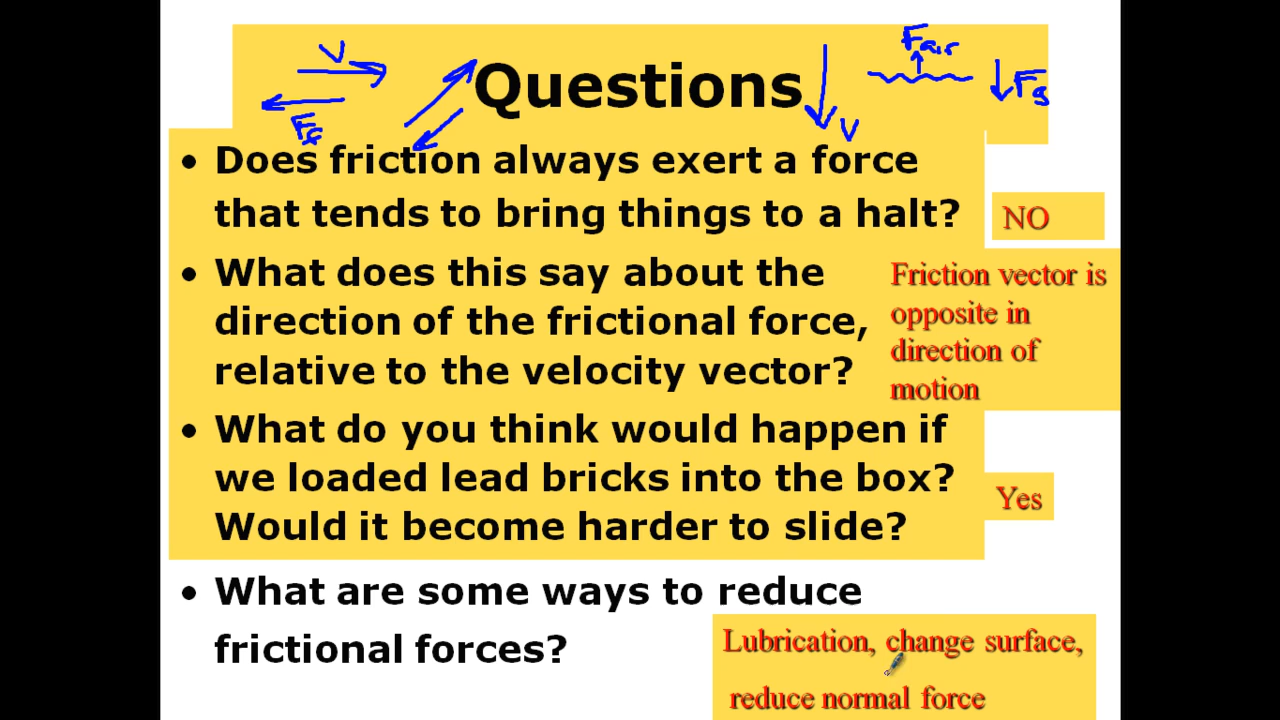 V
F_f
V
F_air
F_g
Questions
• Does friction always exert a force
that tends to bring things to a halt?
NO
• What does this say about the
direction of the frictional force,
relative to the velocity vector?
Friction vector is
opposite in
direction of
motion
• What do you think would happen if
we loaded lead bricks into the box?
Would it become harder to slide?
Yes
• What are some ways to reduce
frictional forces?
Lubrication, change surface,
reduce normal force